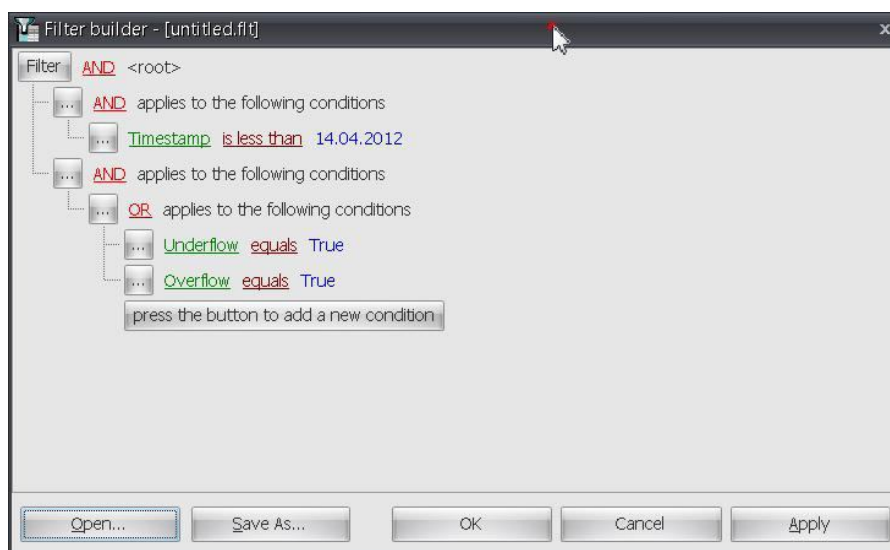 Filter builder - [untitled.flt] x
Filter AND <root>
... AND applies to the following conditions
... Timestamp is less than 14.04.2012
... AND applies to the following conditions
... OR applies to the following conditions
... Underflow equals True
... Overflow equals True
press the button to add a new condition
Open... Save As... OK Cancel Apply